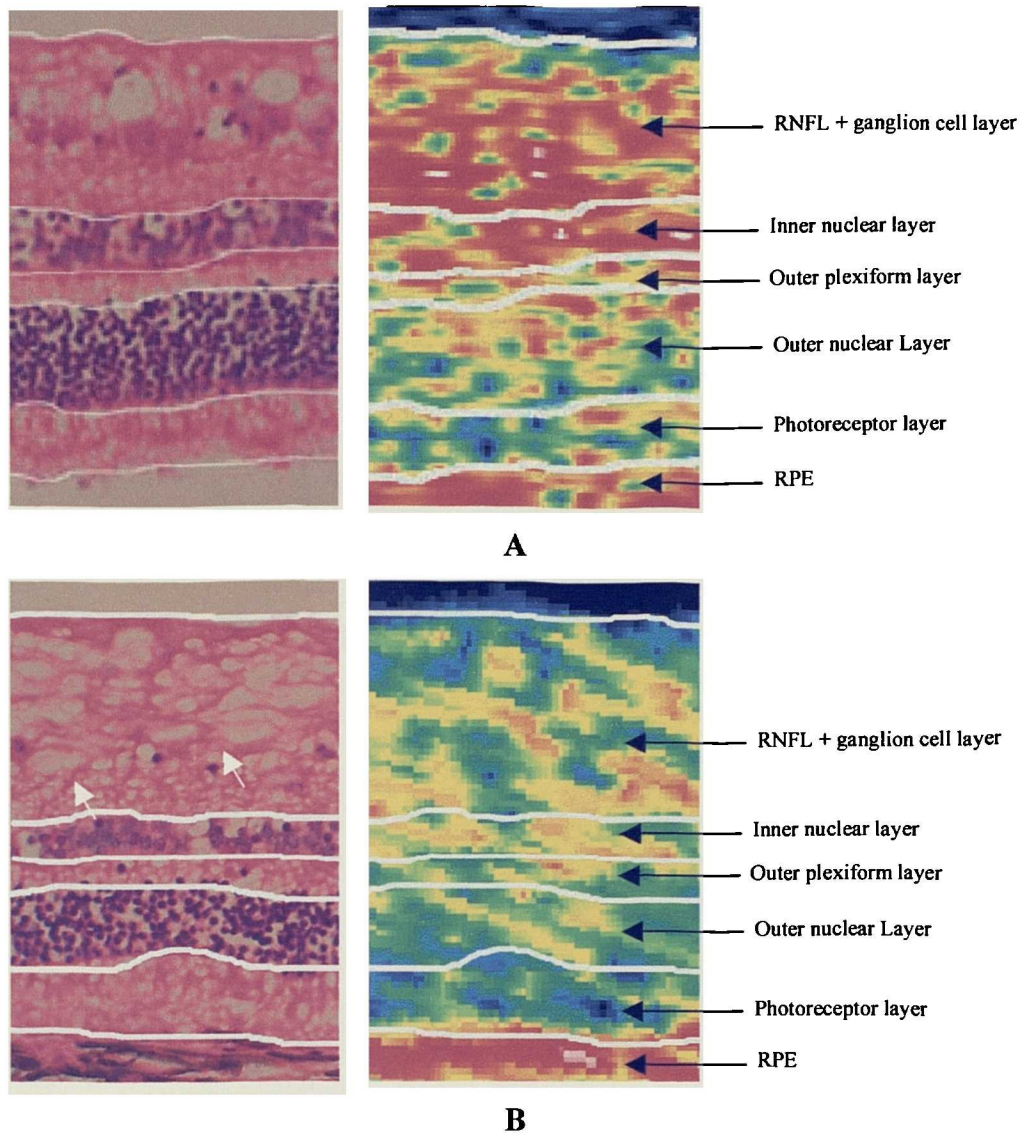 RNFL + ganglion cell layer
Inner nuclear layer
Outer plexiform layer
Outer nuclear Layer
Photoreceptor layer
RPE
A
RNFL + ganglion cell layer
Inner nuclear layer
Outer plexiform layer
Outer nuclear Layer
Photoreceptor layer
RPE
B